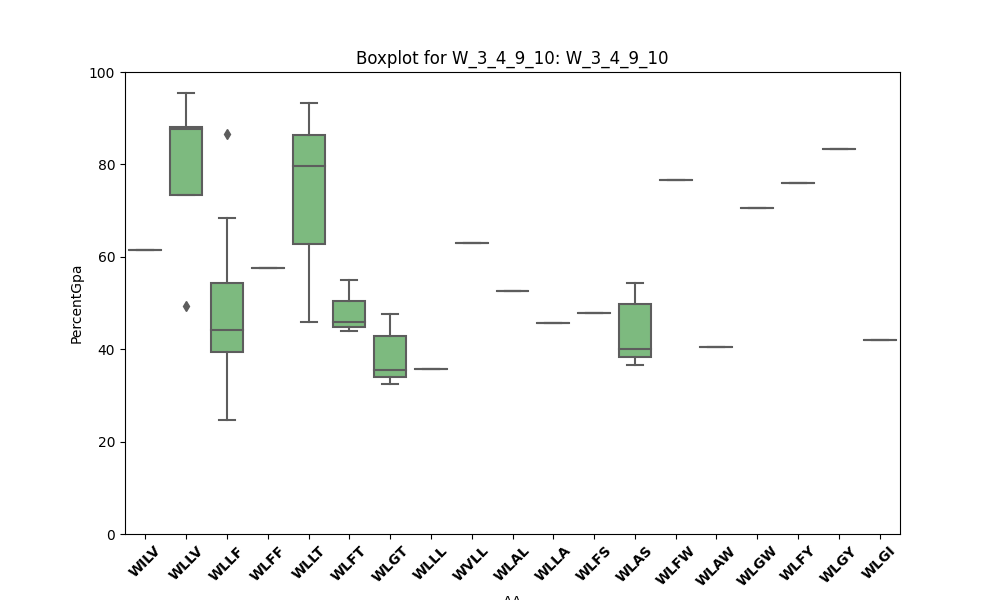 Boxplot for W_3_4_9_10: W_3_4_9_10
PercentGpa
100
80
60
40
20
0
WILV WLLV WLLF WLFF WLLT WLFT WLGT WLLL WVLL WLAL WLLA WLFS WLAS WLFW WLAW WLGW WLFY WLGY WLGI
AA